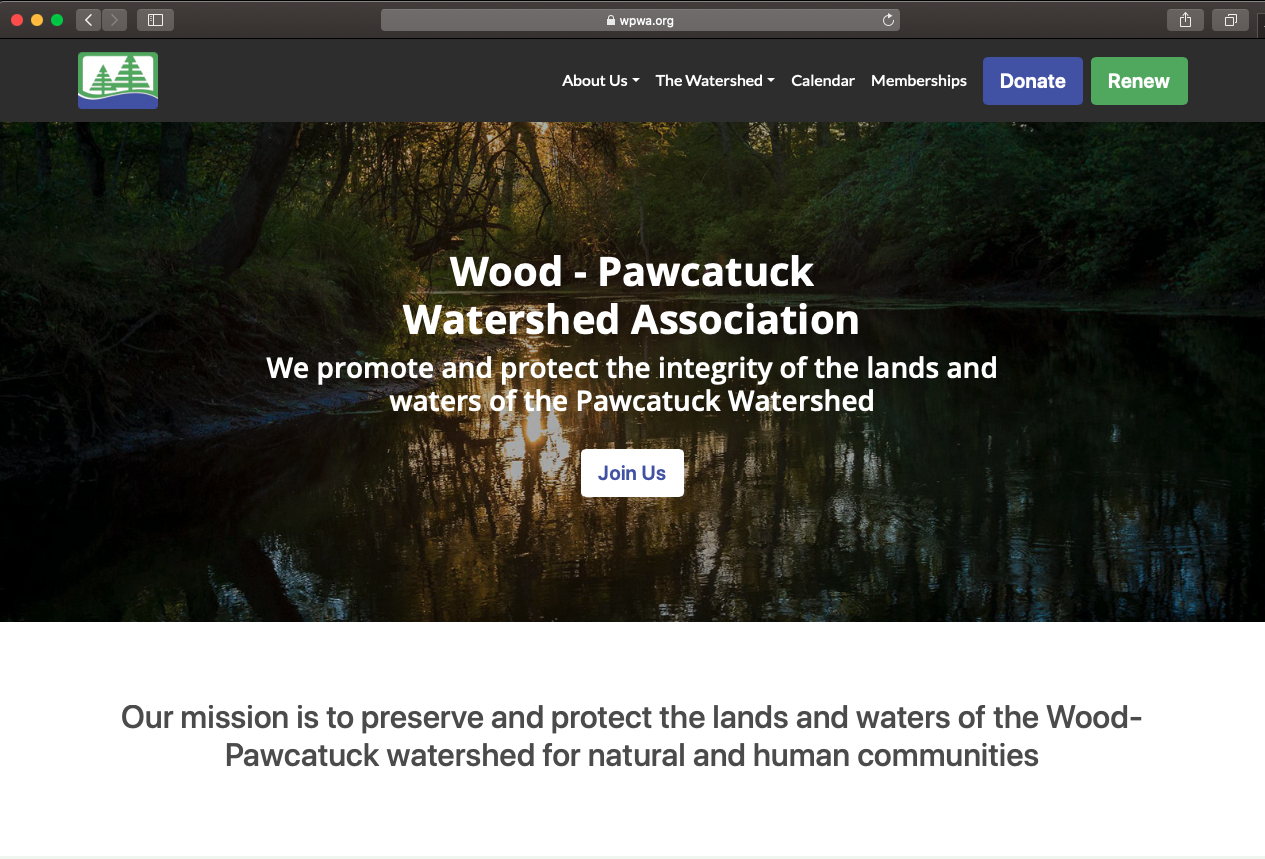 wpwa.org
About Us
The Watershed
Calendar
Memberships
Donate
Renew
Wood - Pawcatuck
Watershed Association
We promote and protect the integrity of the lands and
waters of the Pawcatuck Watershed
Join Us
Our mission is to preserve and protect the lands and waters of the Wood-
Pawcatuck watershed for natural and human communities